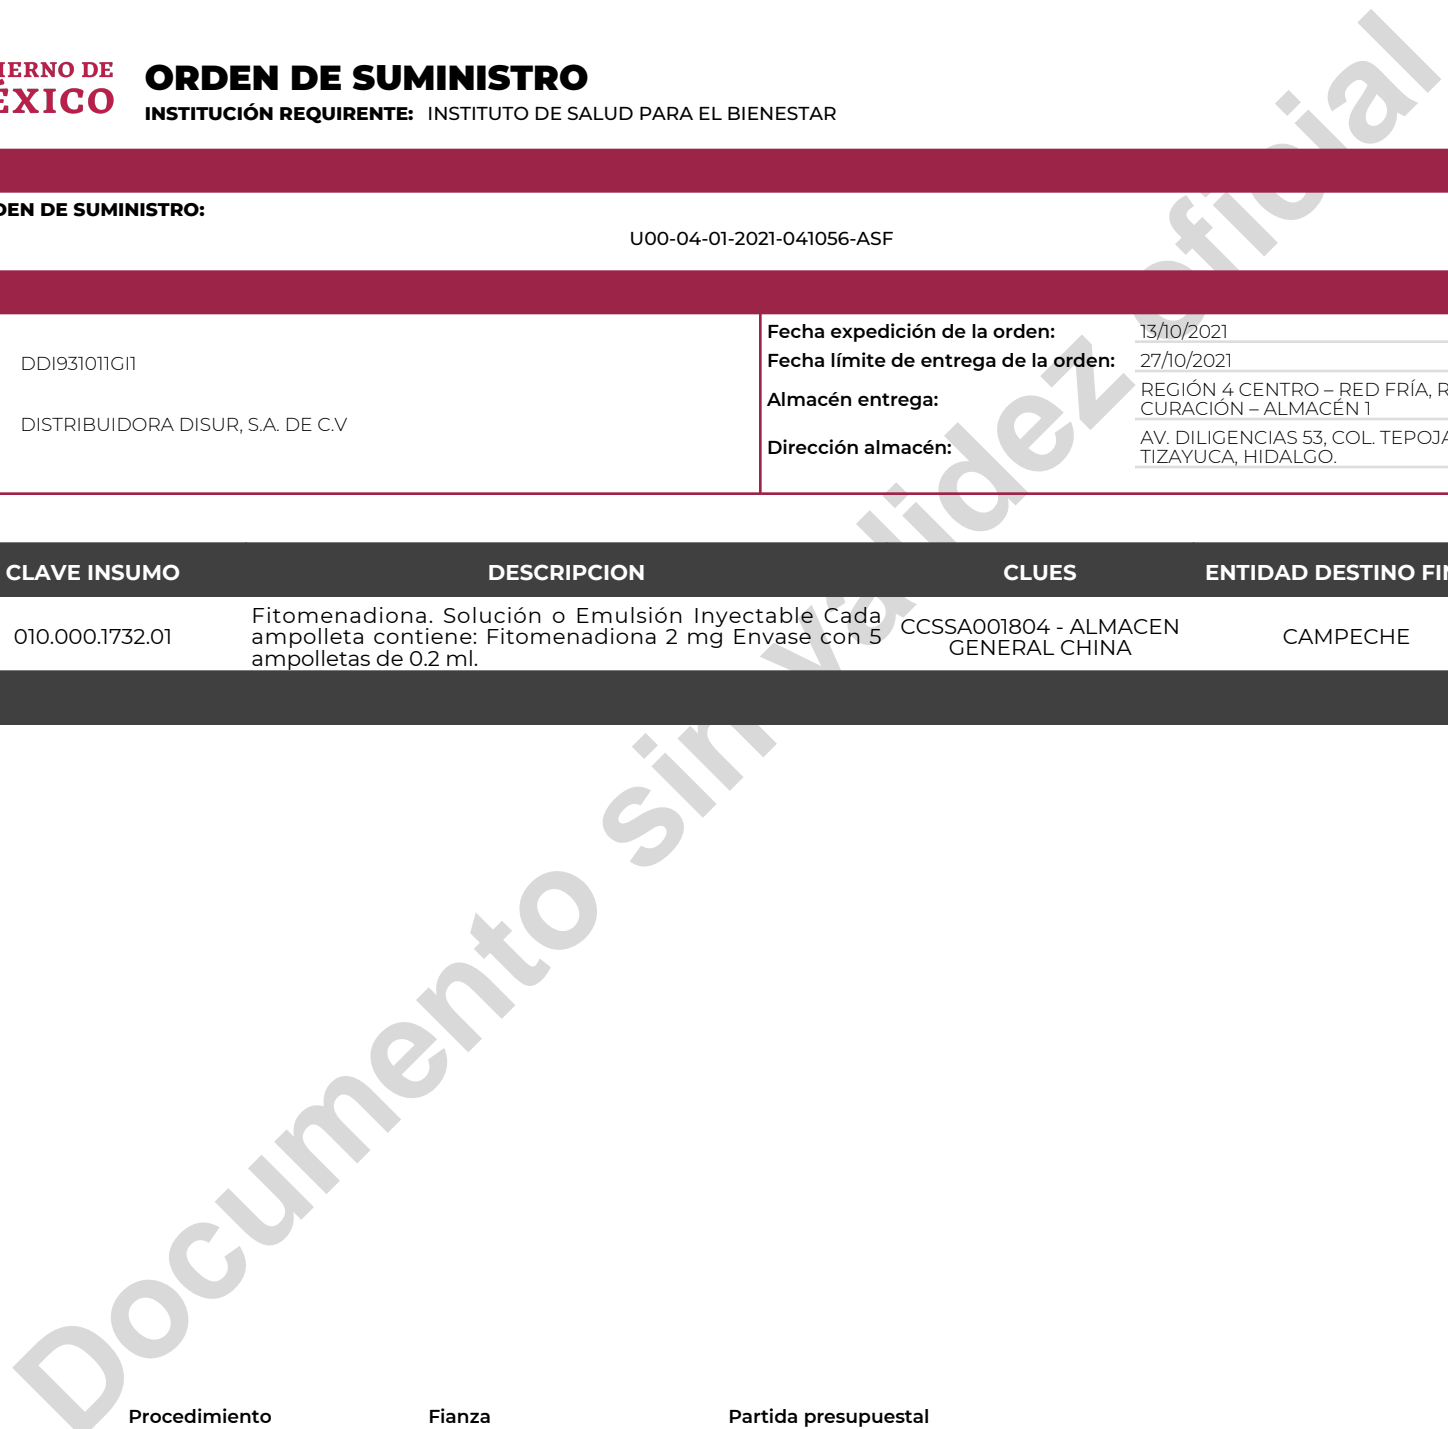 IERNO DE
ÉXICO
ORDEN DE SUMINISTRO
INSTITUCIÓN REQUIRENTE: INSTITUTO DE SALUD PARA EL BIENESTAR
DEN DE SUMINISTRO:
U00-04-01-2021-041056-ASF
DDI931011GI1
DISTRIBUIDORA DISUR, S.A. DE C.V
Fecha expedición de la orden: 13/10/2021
Fecha límite de entrega de la orden: 27/10/2021
Almacén entrega: REGIÓN 4 CENTRO – RED FRÍA, R
CURACIÓN – ALMACÉN 1
Dirección almacén: AV. DILIGENCIAS 53, COL. TEPOJA
TIZAYUCA, HIDALGO.
CLAVE INSUMO DESCRIPCION CLUES ENTIDAD DESTINO FIN
010.000.1732.01
Fitomenadiona. Solución o Emulsión Inyectable Cada
ampolleta contiene: Fitomenadiona 2 mg Envase con 5
ampolletas de 0.2 ml.
CCSSA001804 - ALMACEN
GENERAL CHINA
CAMPECHE
Documento sin validez oficial
Procedimiento Fianza Partida presupuestal